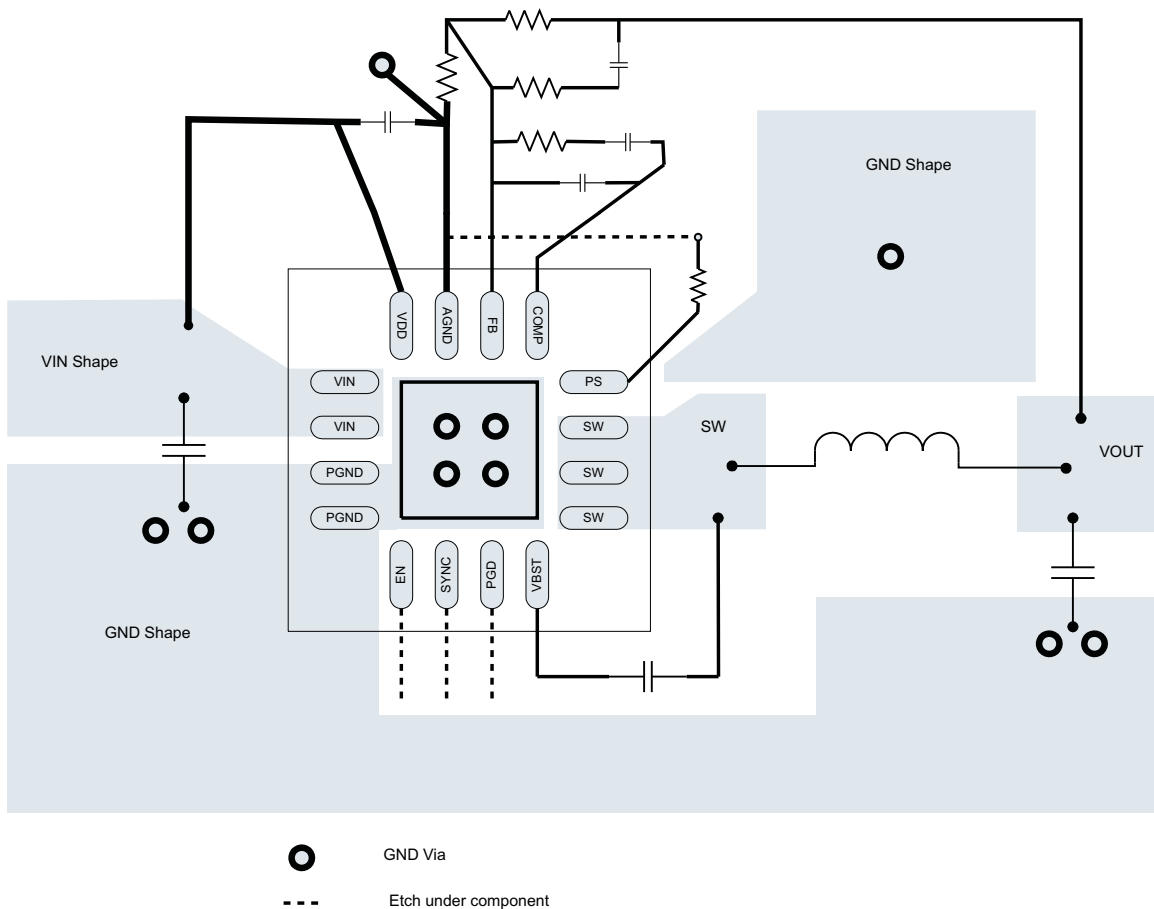 GND Shape
VDD
AGND
FB
COMP
VIN Shape
VIN
PS
VIN
SW
SW
VOUT
PGND
SW
PGND
SW
EN
SYNC
PGD
VBST
GND Shape
GND Via
Etch under component